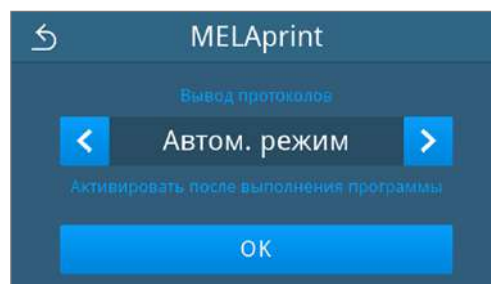 MELAprint
Вывод протоколов
Автом. режим
Активировать после выполнения программы
OK